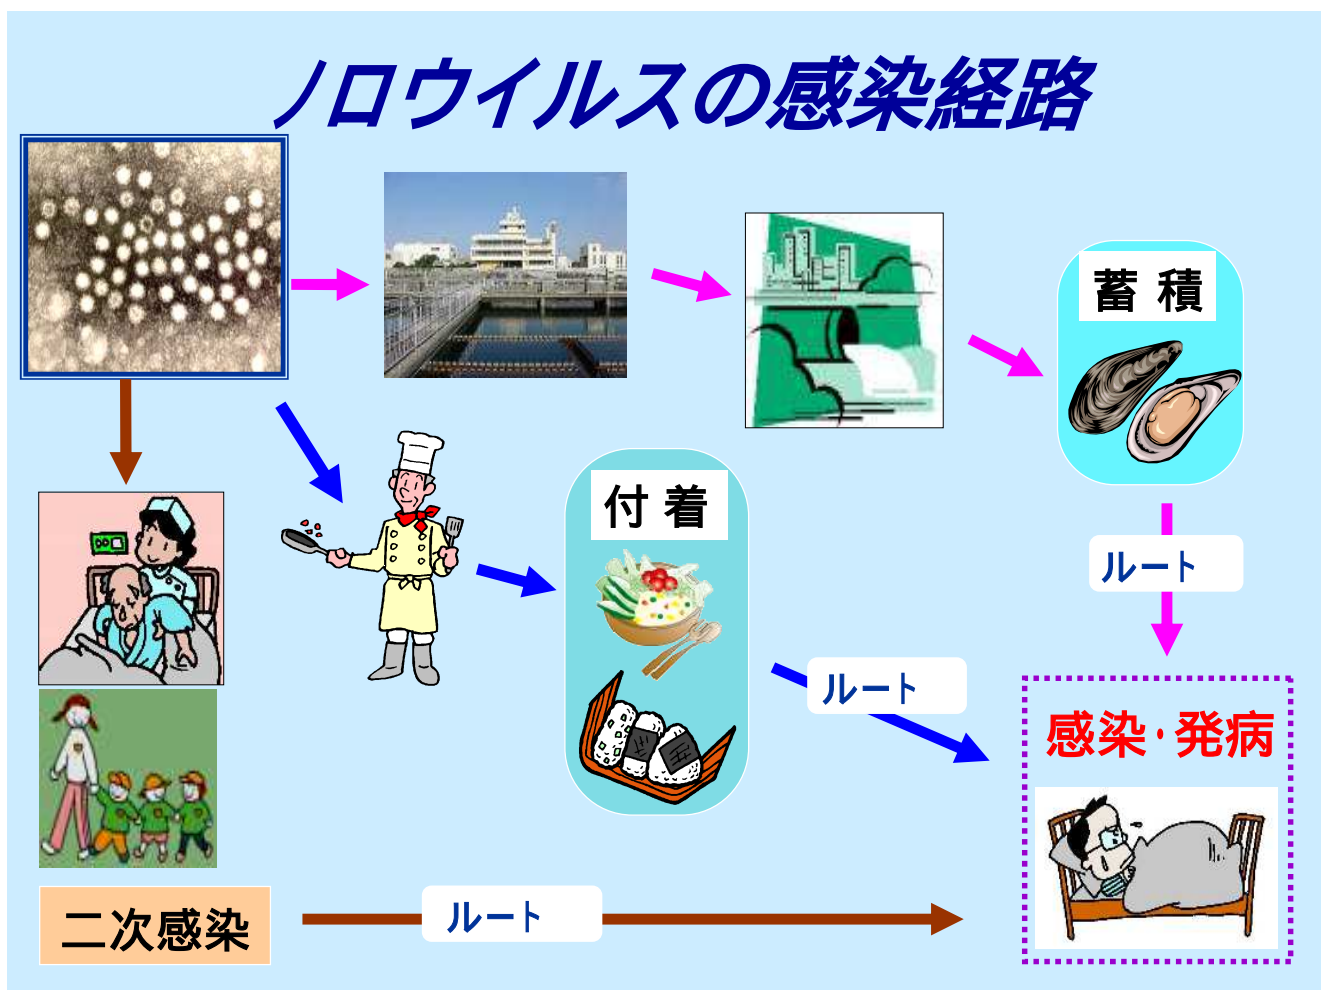 ノロウイルスの感染経路
蓄積
付着
ルート
ルート
感染・発病
二次感染
ルート